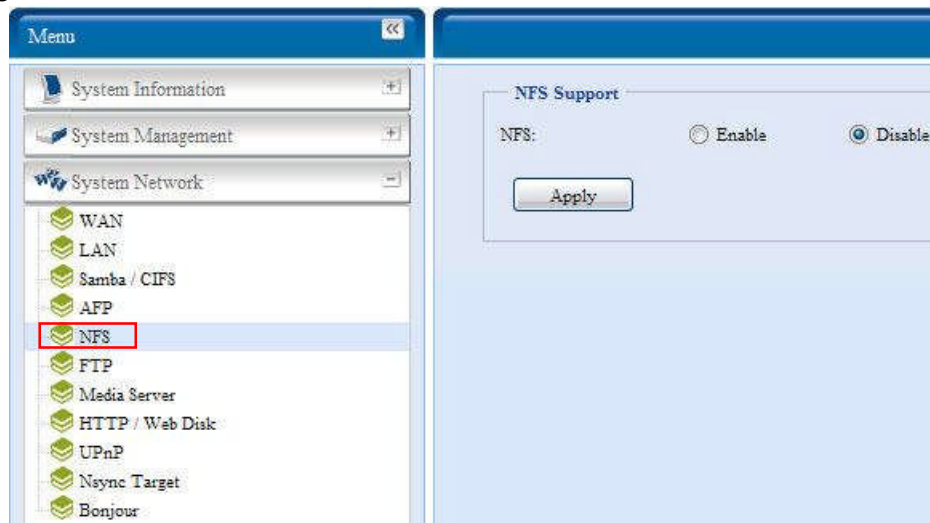 Menu
System Information
System Management
System Network
WAN
LAN
Samba / CIFS
AFP
NFS
FTP
Media Server
HTTP / Web Disk
UPnP
Nsync Target
Bonjour
NFS Support
NFS: Enable Disable
Apply